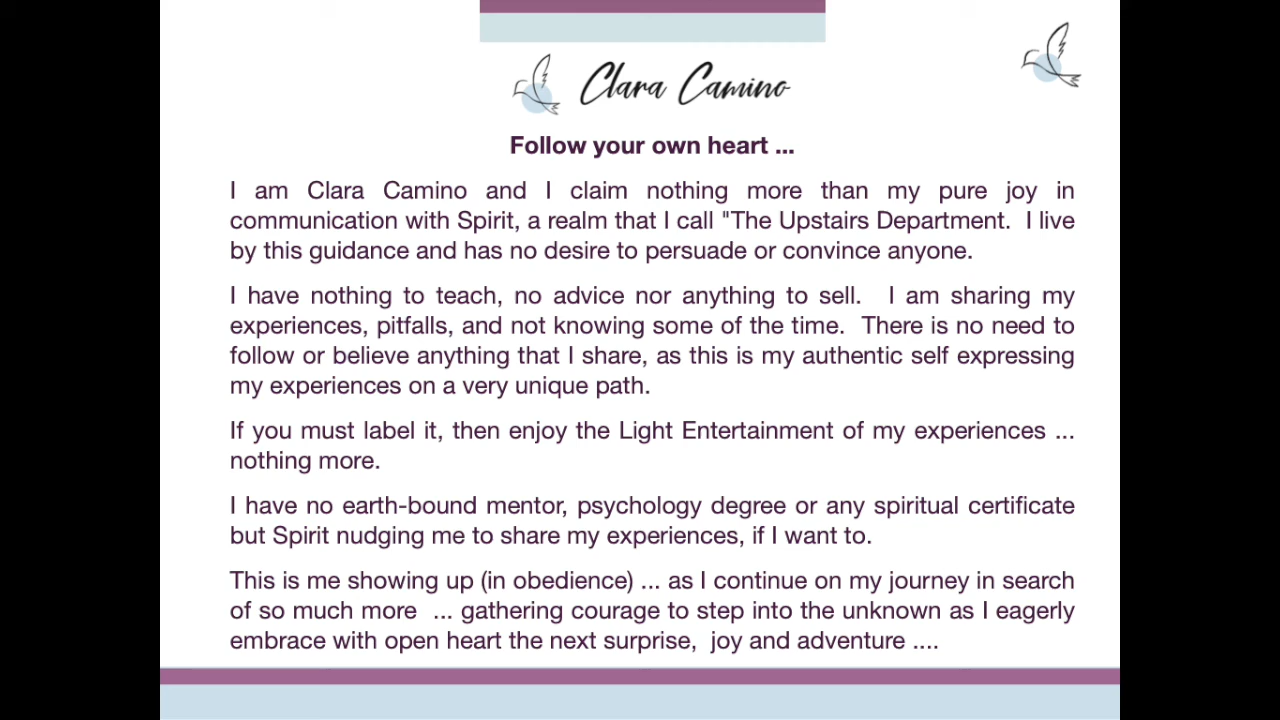 Clara Camino
Follow your own heart ...
I am Clara Camino and I claim nothing more than my pure joy in
communication with Spirit, a realm that I call "The Upstairs Department.  I live
by this guidance and has no desire to persuade or convince anyone.
I have nothing to teach, no advice nor anything to sell.  I am sharing my
experiences, pitfalls, and not knowing some of the time.  There is no need to
follow or believe anything that I share, as this is my authentic self expressing
my experiences on a very unique path.
If you must label it, then enjoy the Light Entertainment of my experiences ...
nothing more.
I have no earth-bound mentor, psychology degree or any spiritual certificate
but Spirit nudging me to share my experiences, if I want to.
This is me showing up (in obedience) ... as I continue on my journey in search
of so much more  ... gathering courage to step into the unknown as I eagerly
embrace with open heart the next surprise,  joy and adventure ....